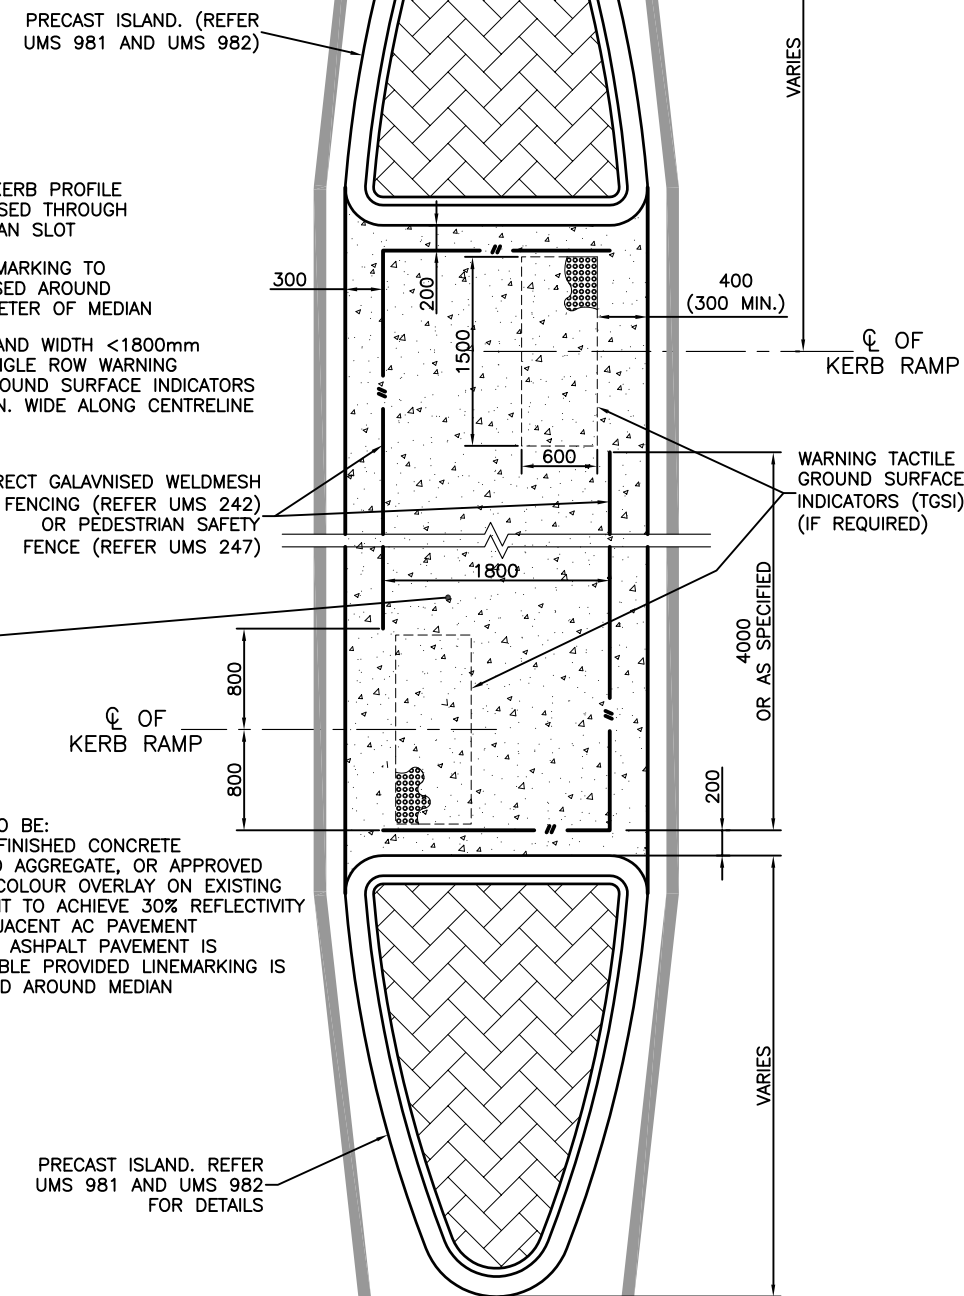 PRECAST ISLAND. (REFER
UMS 981 AND UMS 982)
VARIES
KERB PROFILE
SED THROUGH
AN SLOT
MARKING TO
SED AROUND
ETER OF MEDIAN
300
200
400
(300 MIN.)
AND WIDTH <1800mm
NGLE ROW WARNING
OUND SURFACE INDICATORS
N. WIDE ALONG CENTRELINE
1500
℄ OF
KERB RAMP
600
RECT GALAVNISED WELDMESH
FENCING (REFER UMS 242)
OR PEDESTRIAN SAFETY
FENCE (REFER UMS 247)
WARNING TACTILE
GROUND SURFACE
INDICATORS (TGSI)
(IF REQUIRED)
1800
4000
OR AS SPECIFIED
800
℄ OF
KERB RAMP
800
200
O BE:
FINISHED CONCRETE
D AGGREGATE, OR APPROVED
COLOUR OVERLAY ON EXISTING
NT TO ACHIEVE 30% REFLECTIVITY
JACENT AC PAVEMENT
ASHPALT PAVEMENT IS
BLE PROVIDED LINEMARKING IS
D AROUND MEDIAN
VARIES
PRECAST ISLAND. REFER
UMS 981 AND UMS 982
FOR DETAILS